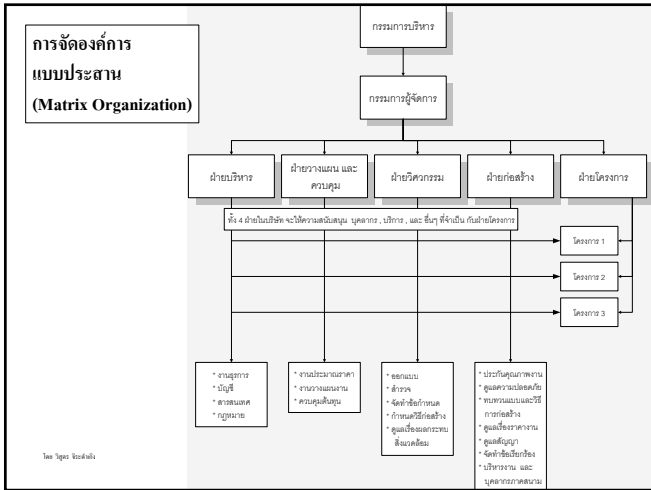 การจัดองค์การ
แบบประสาน
(Matrix Organization)
กรรมการบริหาร
กรรมการผู้จัดการ
ฝ่ายบริหาร
ฝ่ายวางแผน และ
ควบคุม
ฝ่ายวิศวกรรม
ฝ่ายก่อสร้าง
ฝ่ายโครงการ
ทั้ง 4 ฝ่ายในบริษัท จะให้ความสนับสนุน บุคลากร , บริการ , และ อื่นๆ ที่จำเป็น กับฝ่ายโครงการ
โครงการ 1
โครงการ 2
โครงการ 3
* งานธุรการ
* บัญชี
* สารสนเทศ
* กฎหมาย
* งานประมาณราคา
* งานวางแผนงาน
* ควบคุมต้นทุน
* ออกแบบ
* สำรวจ
* จัดทำข้อกำหนด
* กำหนดวิธีก่อสร้าง
* ดูแลเรื่องผลกระทบ
สิ่งแวดล้อม
* ประกันคุณภาพงาน
* ดูแลความปลอดภัย
* ทบทวนแบบและวิธี
การก่อสร้าง
* ดูแลเรื่องราคางาน
* ดูแลสัญญา
* จัดทำข้อเรียกร้อง
* บริหารงาน และ
บุคลากรภาคสนาม
โดย วิสูตร จิระดำเกิง